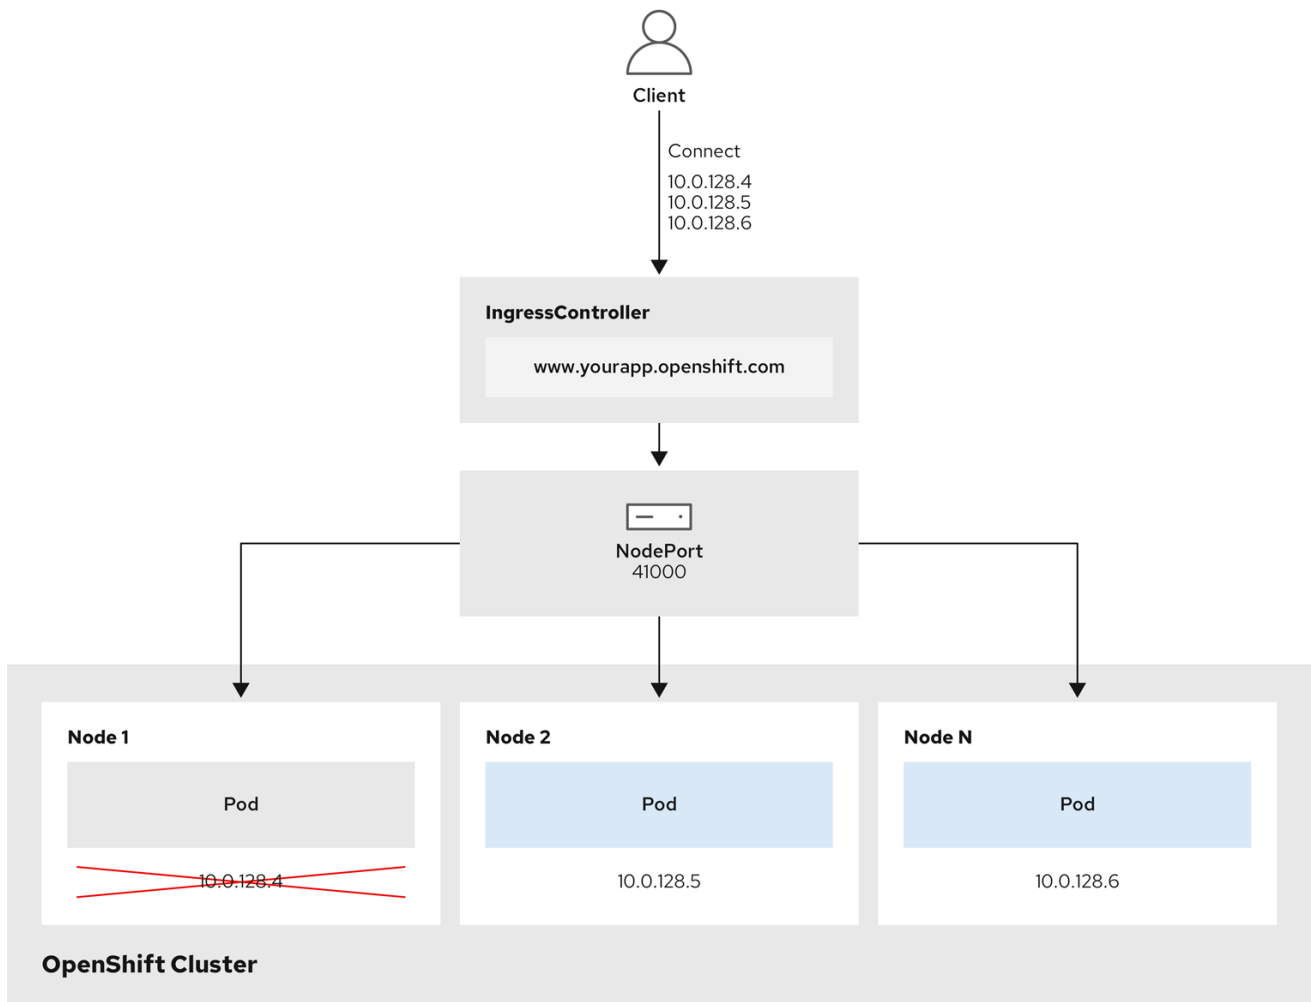 Client
Connect
10.0.128.4
10.0.128.5
10.0.128.6
IngressController
www.yourapp.openshift.com
NodePort
41000
Node 1
Pod
10.0.128.4
Node 2
Pod
10.0.128.5
Node N
Pod
10.0.128.6
OpenShift Cluster